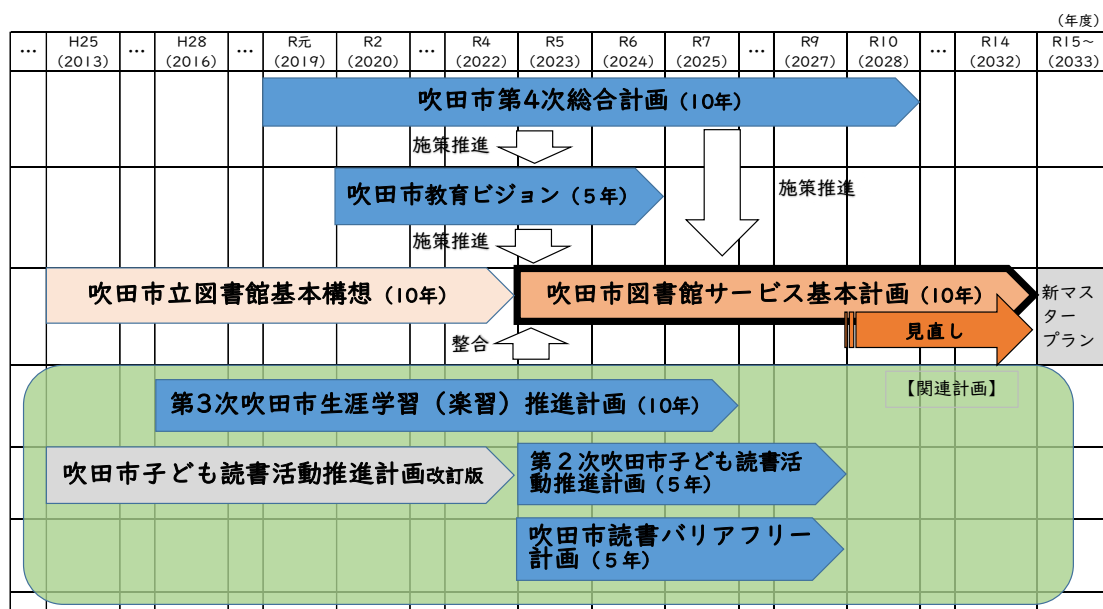 （年度）
… H25 … H28 … R元 R2 … R4 R5 R6 R7 … R9 R10 … R14 R15～
(2013) (2016) (2019) (2020) (2022) (2023) (2024) (2025) (2027) (2028) (2032) (2033)
吹田市第4次総合計画（10年）
施策推進
吹田市教育ビジョン（５年）
施策推進
施策推進
吹田市立図書館基本構想（10年）
吹田市図書館サービス基本計画（10年）
新マス
ター
プラン
見直し
整合
【関連計画】
第3次吹田市生涯学習（楽習）推進計画（10年）
吹田市子ども読書活動推進計画改訂版
第２次吹田市子ども読書活
動推進計画（５年）
吹田市読書バリアフリー
計画（５年）